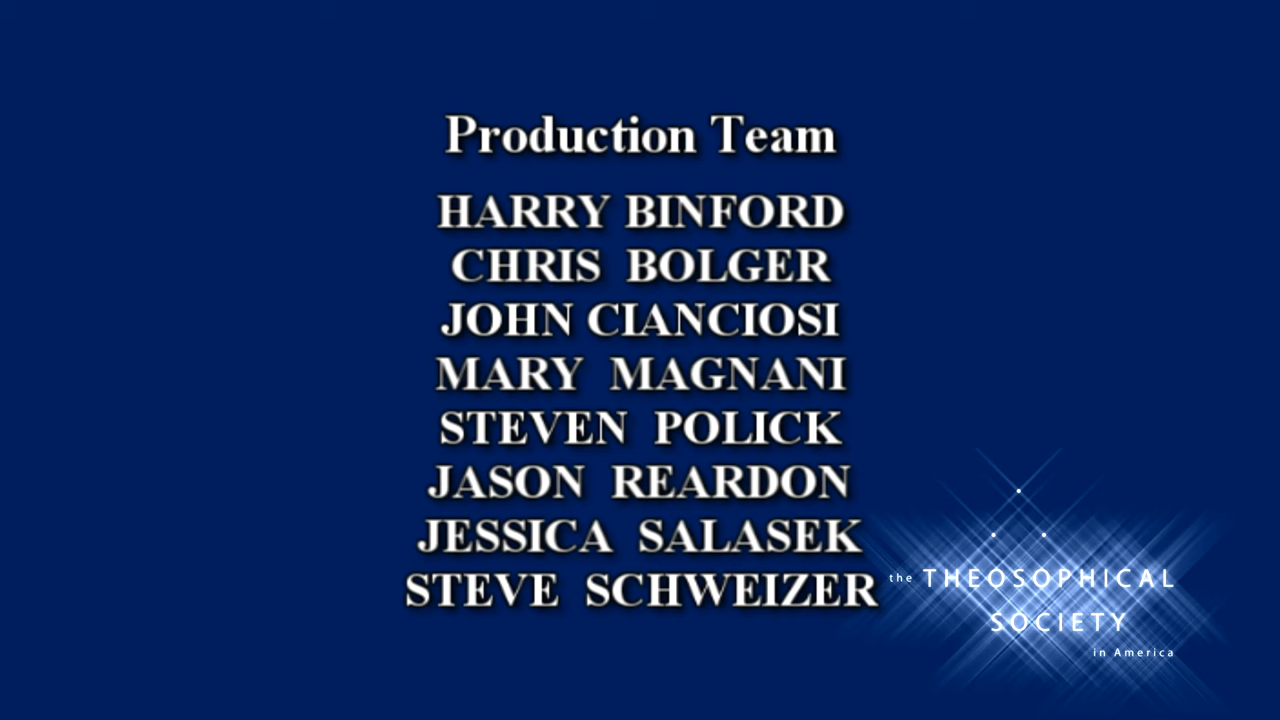 Production Team
HARRY BINFORD
CHRIS BOLGER
JOHN CIANCIOSI
MARY MAGNANI
STEVEN POLICK
JASON REARDON
JESSICA SALASEK
STEVE SCHWEIZER
the THEOSOPHICAL
SOCIETY
in America